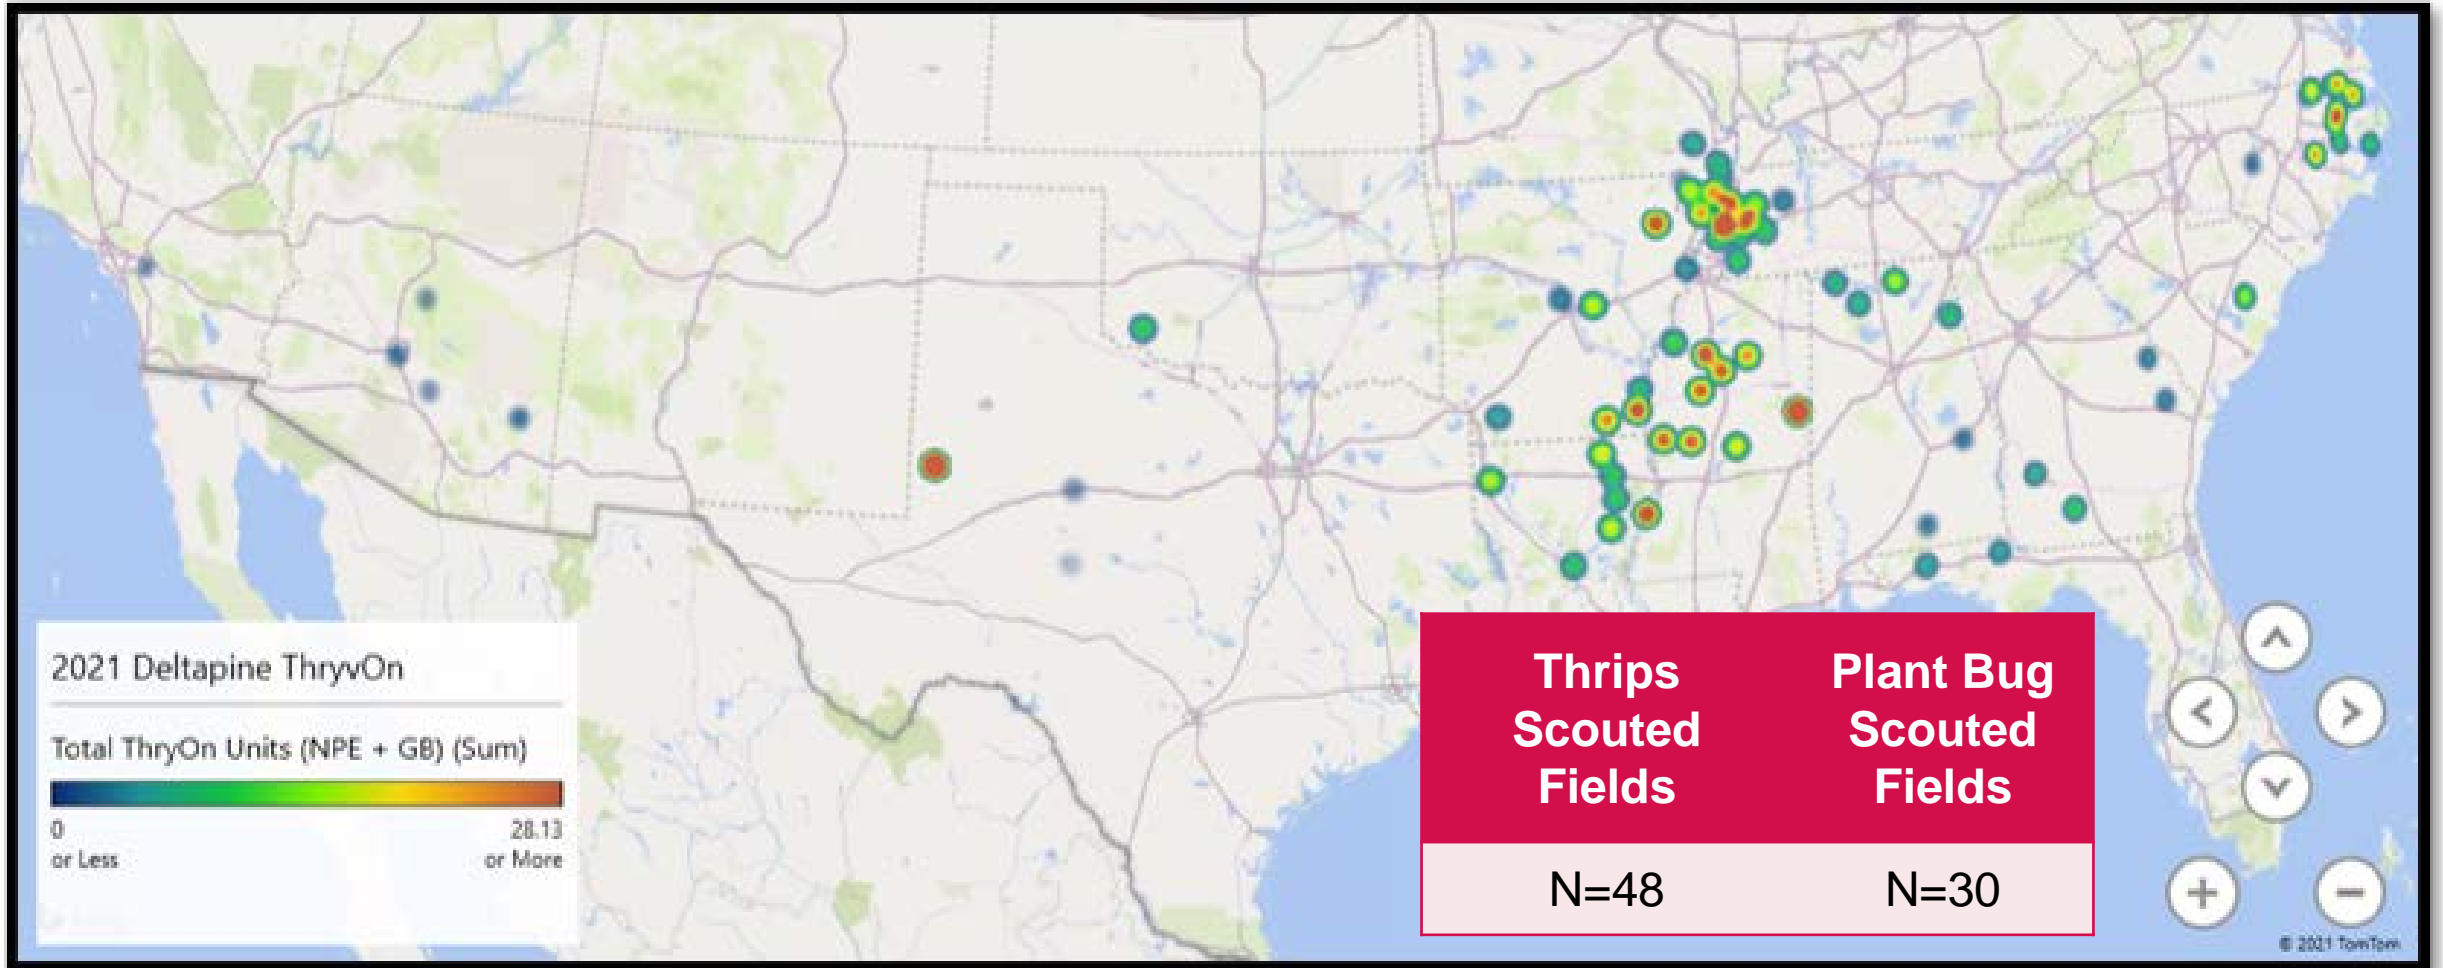 2021 Deltapine ThryvOn
Total ThryOn Units (NPE + GB) (Sum)
0
or Less
28.13
or More
Thrips
Scouted
Fields
Plant Bug
Scouted
Fields
N=48
N=30
© 2021 TomTom